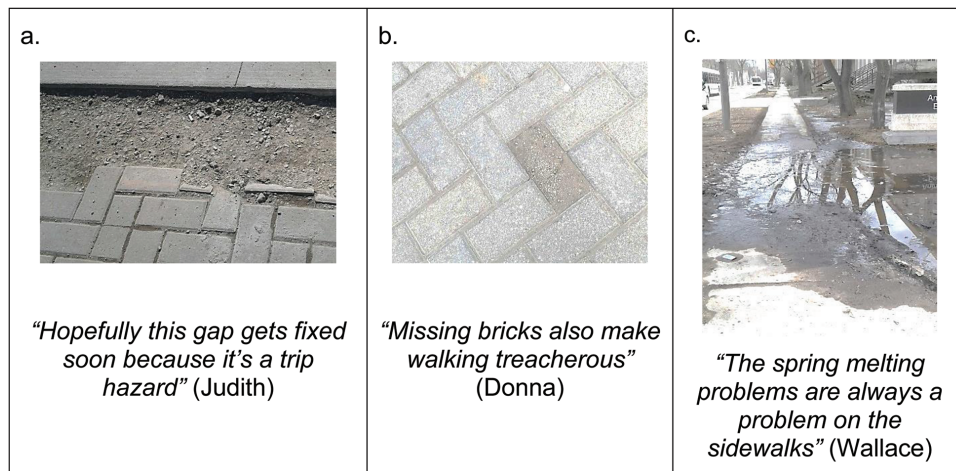 a.
“Hopefully this gap gets fixed
soon because it’s a trip
hazard” (Judith)
b.
“Missing bricks also make
walking treacherous”
(Donna)
c.
“The spring melting
problems are always a
problem on the
sidewalks” (Wallace)